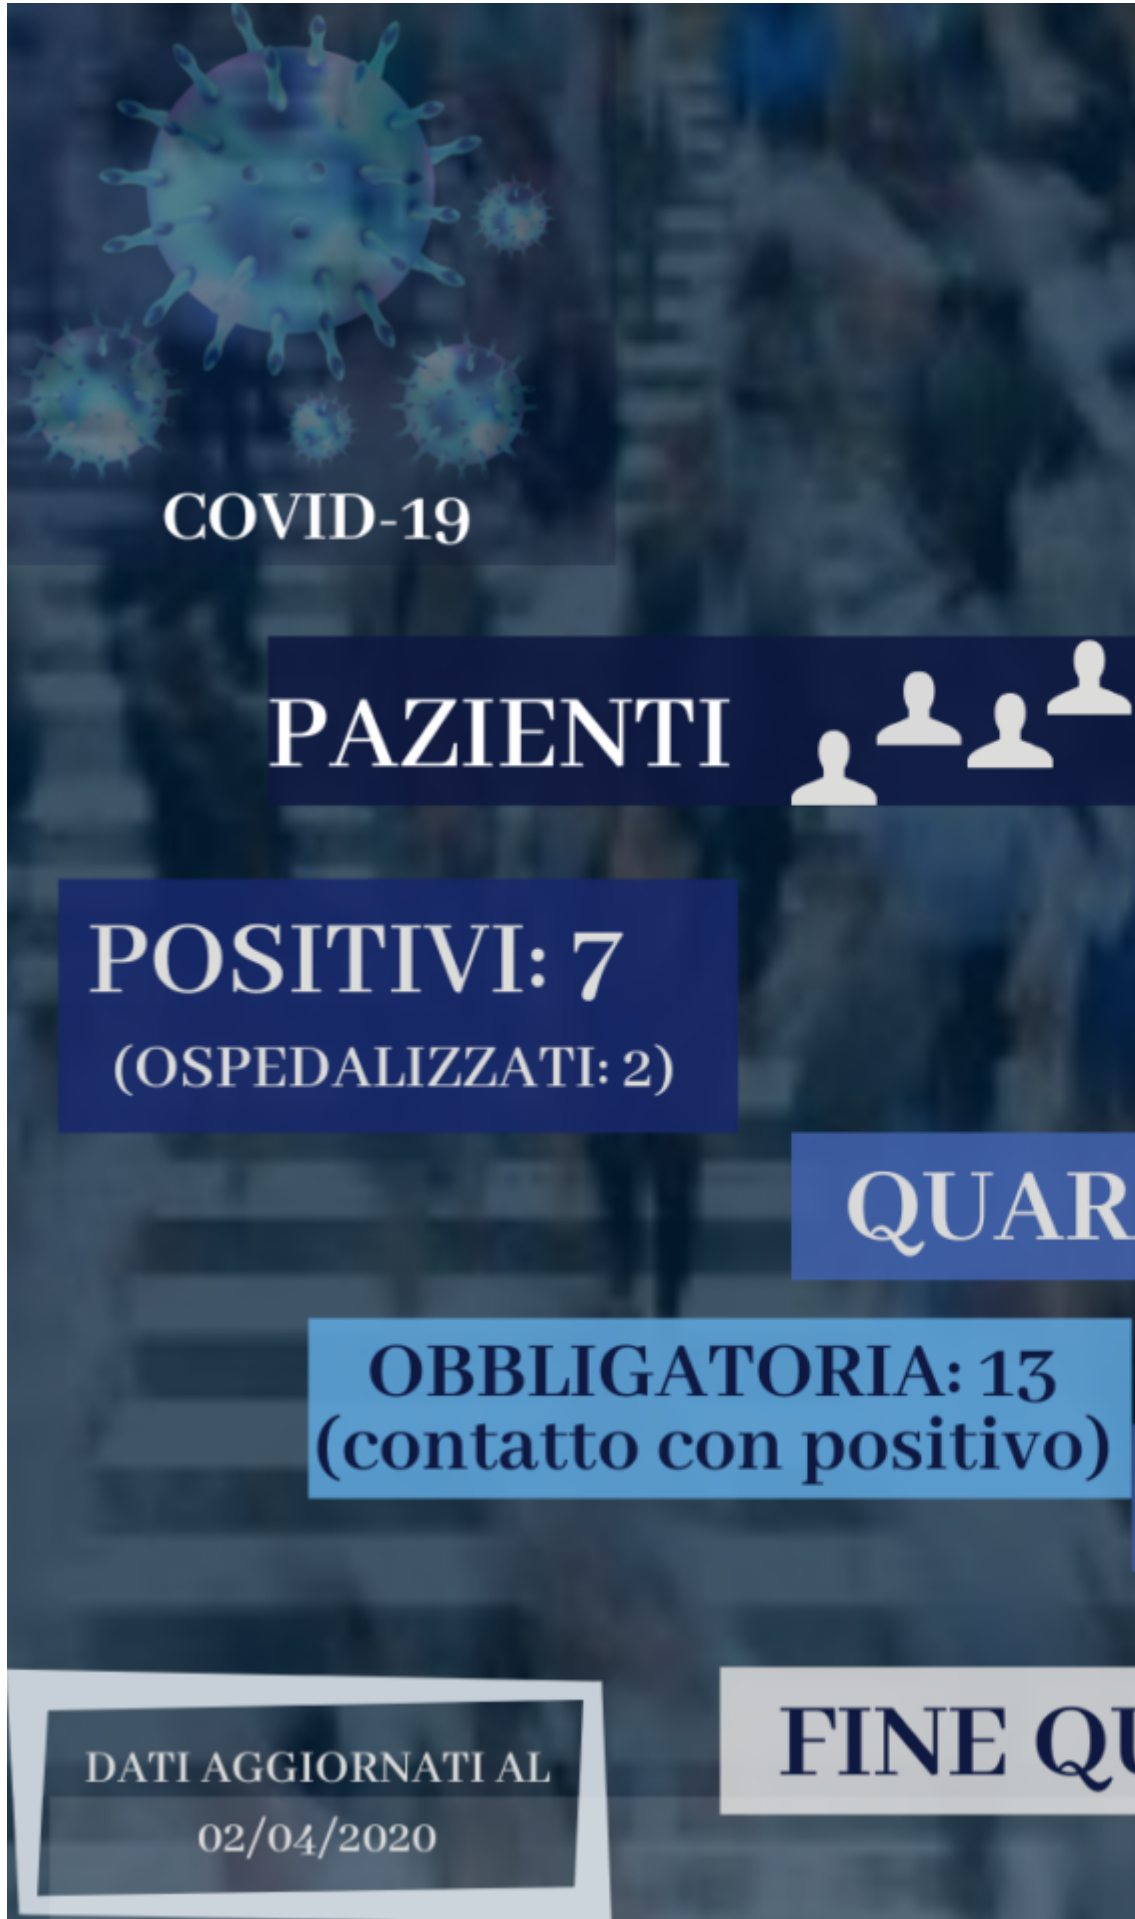 COVID-19
PAZIENTI
POSITIVI: 7
(OSPEDALIZZATI: 2)
QUAR
OBBLIGATORIA: 13
(contatto con positivo)
FINE QU
DATI AGGIORNATI AL
02/04/2020